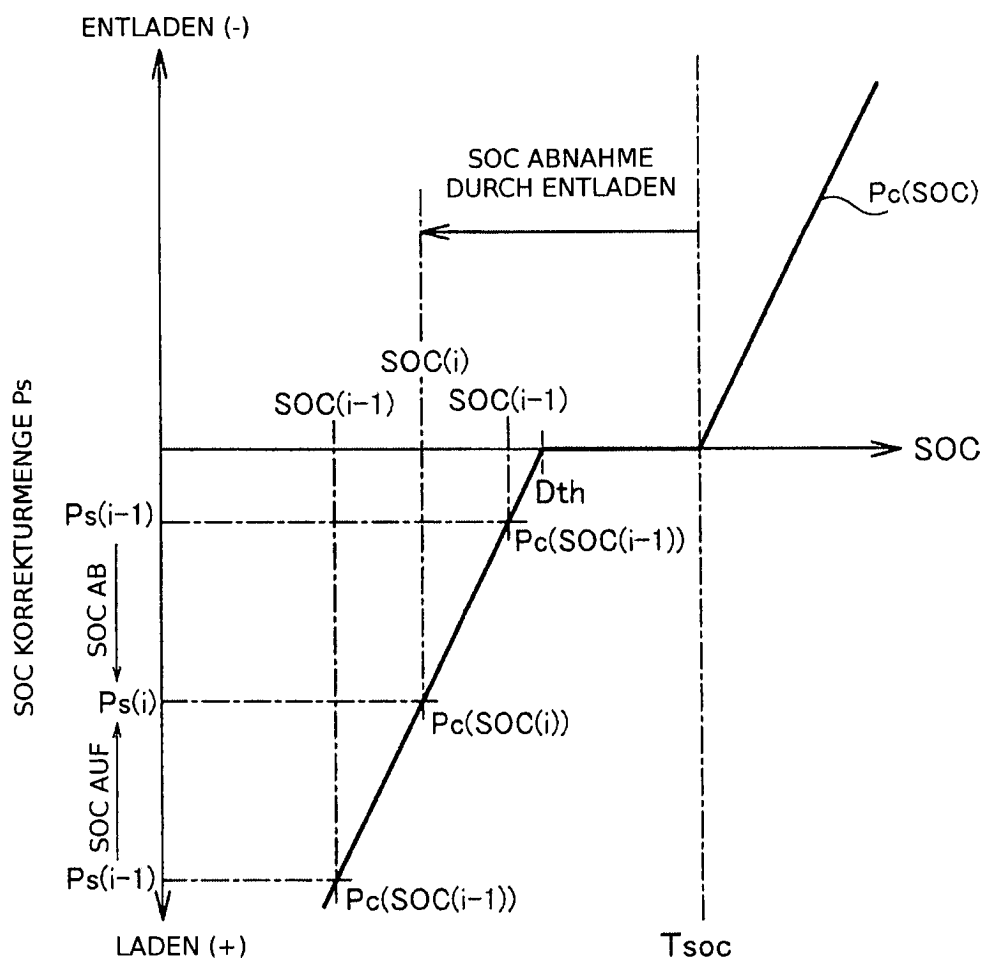 ENTLADEN (-)
SOC ABNAHME
DURCH ENTLADEN
Pc(SOC)
SOC(i)
SOC(i-1)
SOC(i-1)
SOC
Dth
SOC KORREKTURMENGE Ps
Ps(i-1)
Pc(SOC(i-1))
SOC AB
Ps(i)
Pc(SOC(i))
SOC AUF
Ps(i-1)
Pc(SOC(i-1))
LADEN (+)
Tsoc